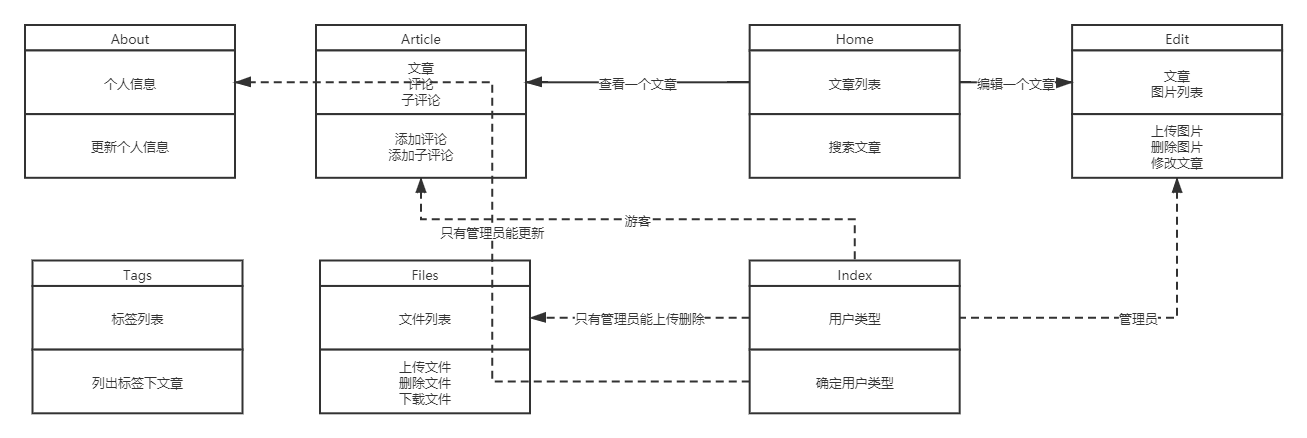 About
个人信息
更新个人信息
Article
文章
评论
子评论
添加评论
添加子评论
查看一个文章
Home
文章列表
搜索文章
编辑一个文章
Edit
文章
图片列表
上传图片
删除图片
修改文章
游客
只有管理员能更新
Tags
标签列表
列出标签下文章
Files
文件列表
上传文件
删除文件
下载文件
只有管理员能上传删除
Index
用户类型
确定用户类型
管理员